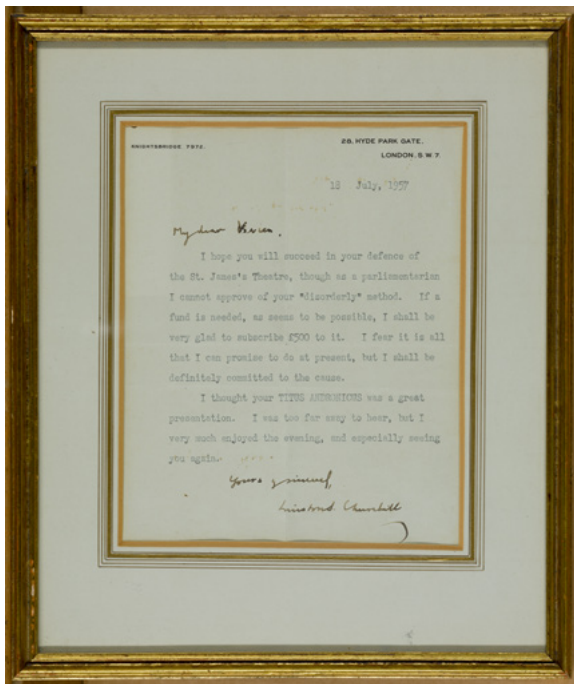 KNIGHTSBRIDGE 7972.
28, HYDE PARK GATE,
LONDON, S.W.7.
18 July, 1957
My dear Vivien,
I hope you will succeed in your defence of
the St. James's Theatre, though as a parliamentarian
I cannot approve of your "disorderly" method. If a
fund is needed, as seems to be possible, I shall be
very glad to subscribe £500 to it. I fear it is all
that I can promise to do at present, but I shall be
definitely committed to the cause.
I thought your TITUS ANDRONICUS was a great
presentation. I was too far away to hear, but I
very much enjoyed the evening, and especially seeing
you again.
Yours sincerely,
Winston S. Churchill